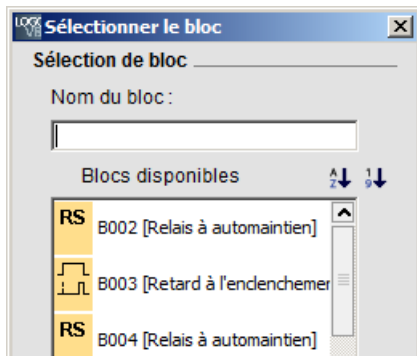 Sélectionner le bloc
Sélection de bloc
Nom du bloc :
Blocs disponibles
RS B002 [Relais à automaintien]
B003 [Retard à l'enclenchemer
RS B004 [Relais à automaintien]